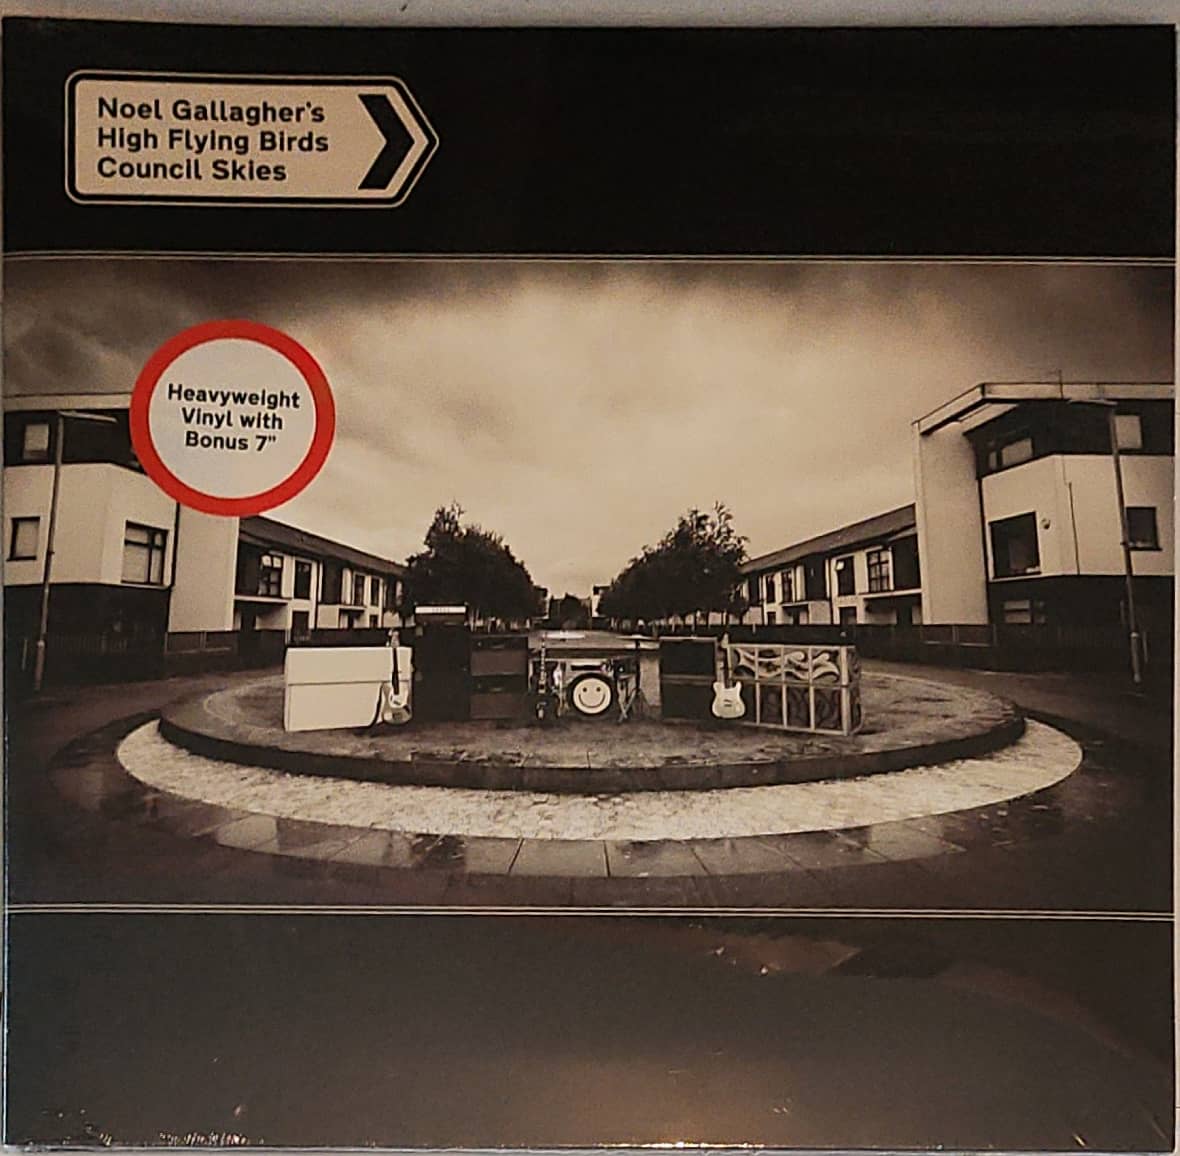 Noel Gallagher's
High Flying Birds
Council Skies
Heavyweight
Vinyl with
Bonus 7"